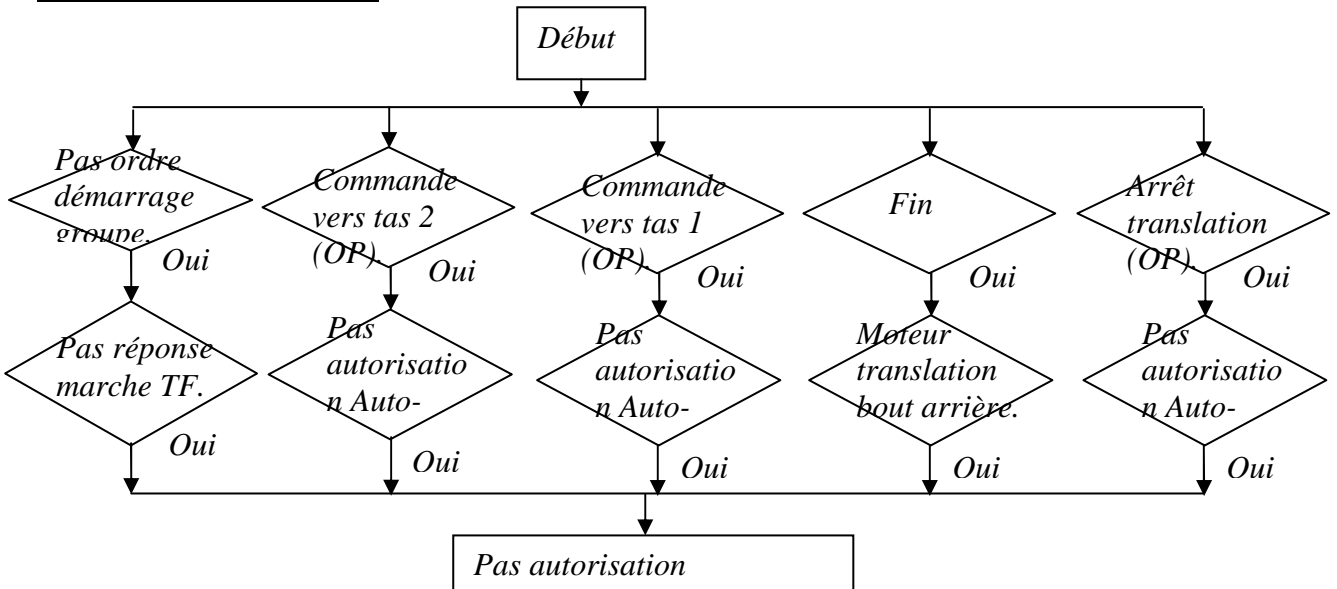 Début
Pas ordre
démarrage
groupe.
Oui
Commande
vers tas 2
(OP).
Oui
Commande
vers tas 1
(OP).
Oui
Fin
Oui
Arrêt
translation
(OP).
Oui
Pas réponse
marche TF.
Oui
Pas
autorisatio
n Auto-
Oui
Pas
autorisatio
n Auto-
Oui
Moteur
translation
bout arrière.
Oui
Pas
autorisatio
n Auto-
Oui
Pas autorisation